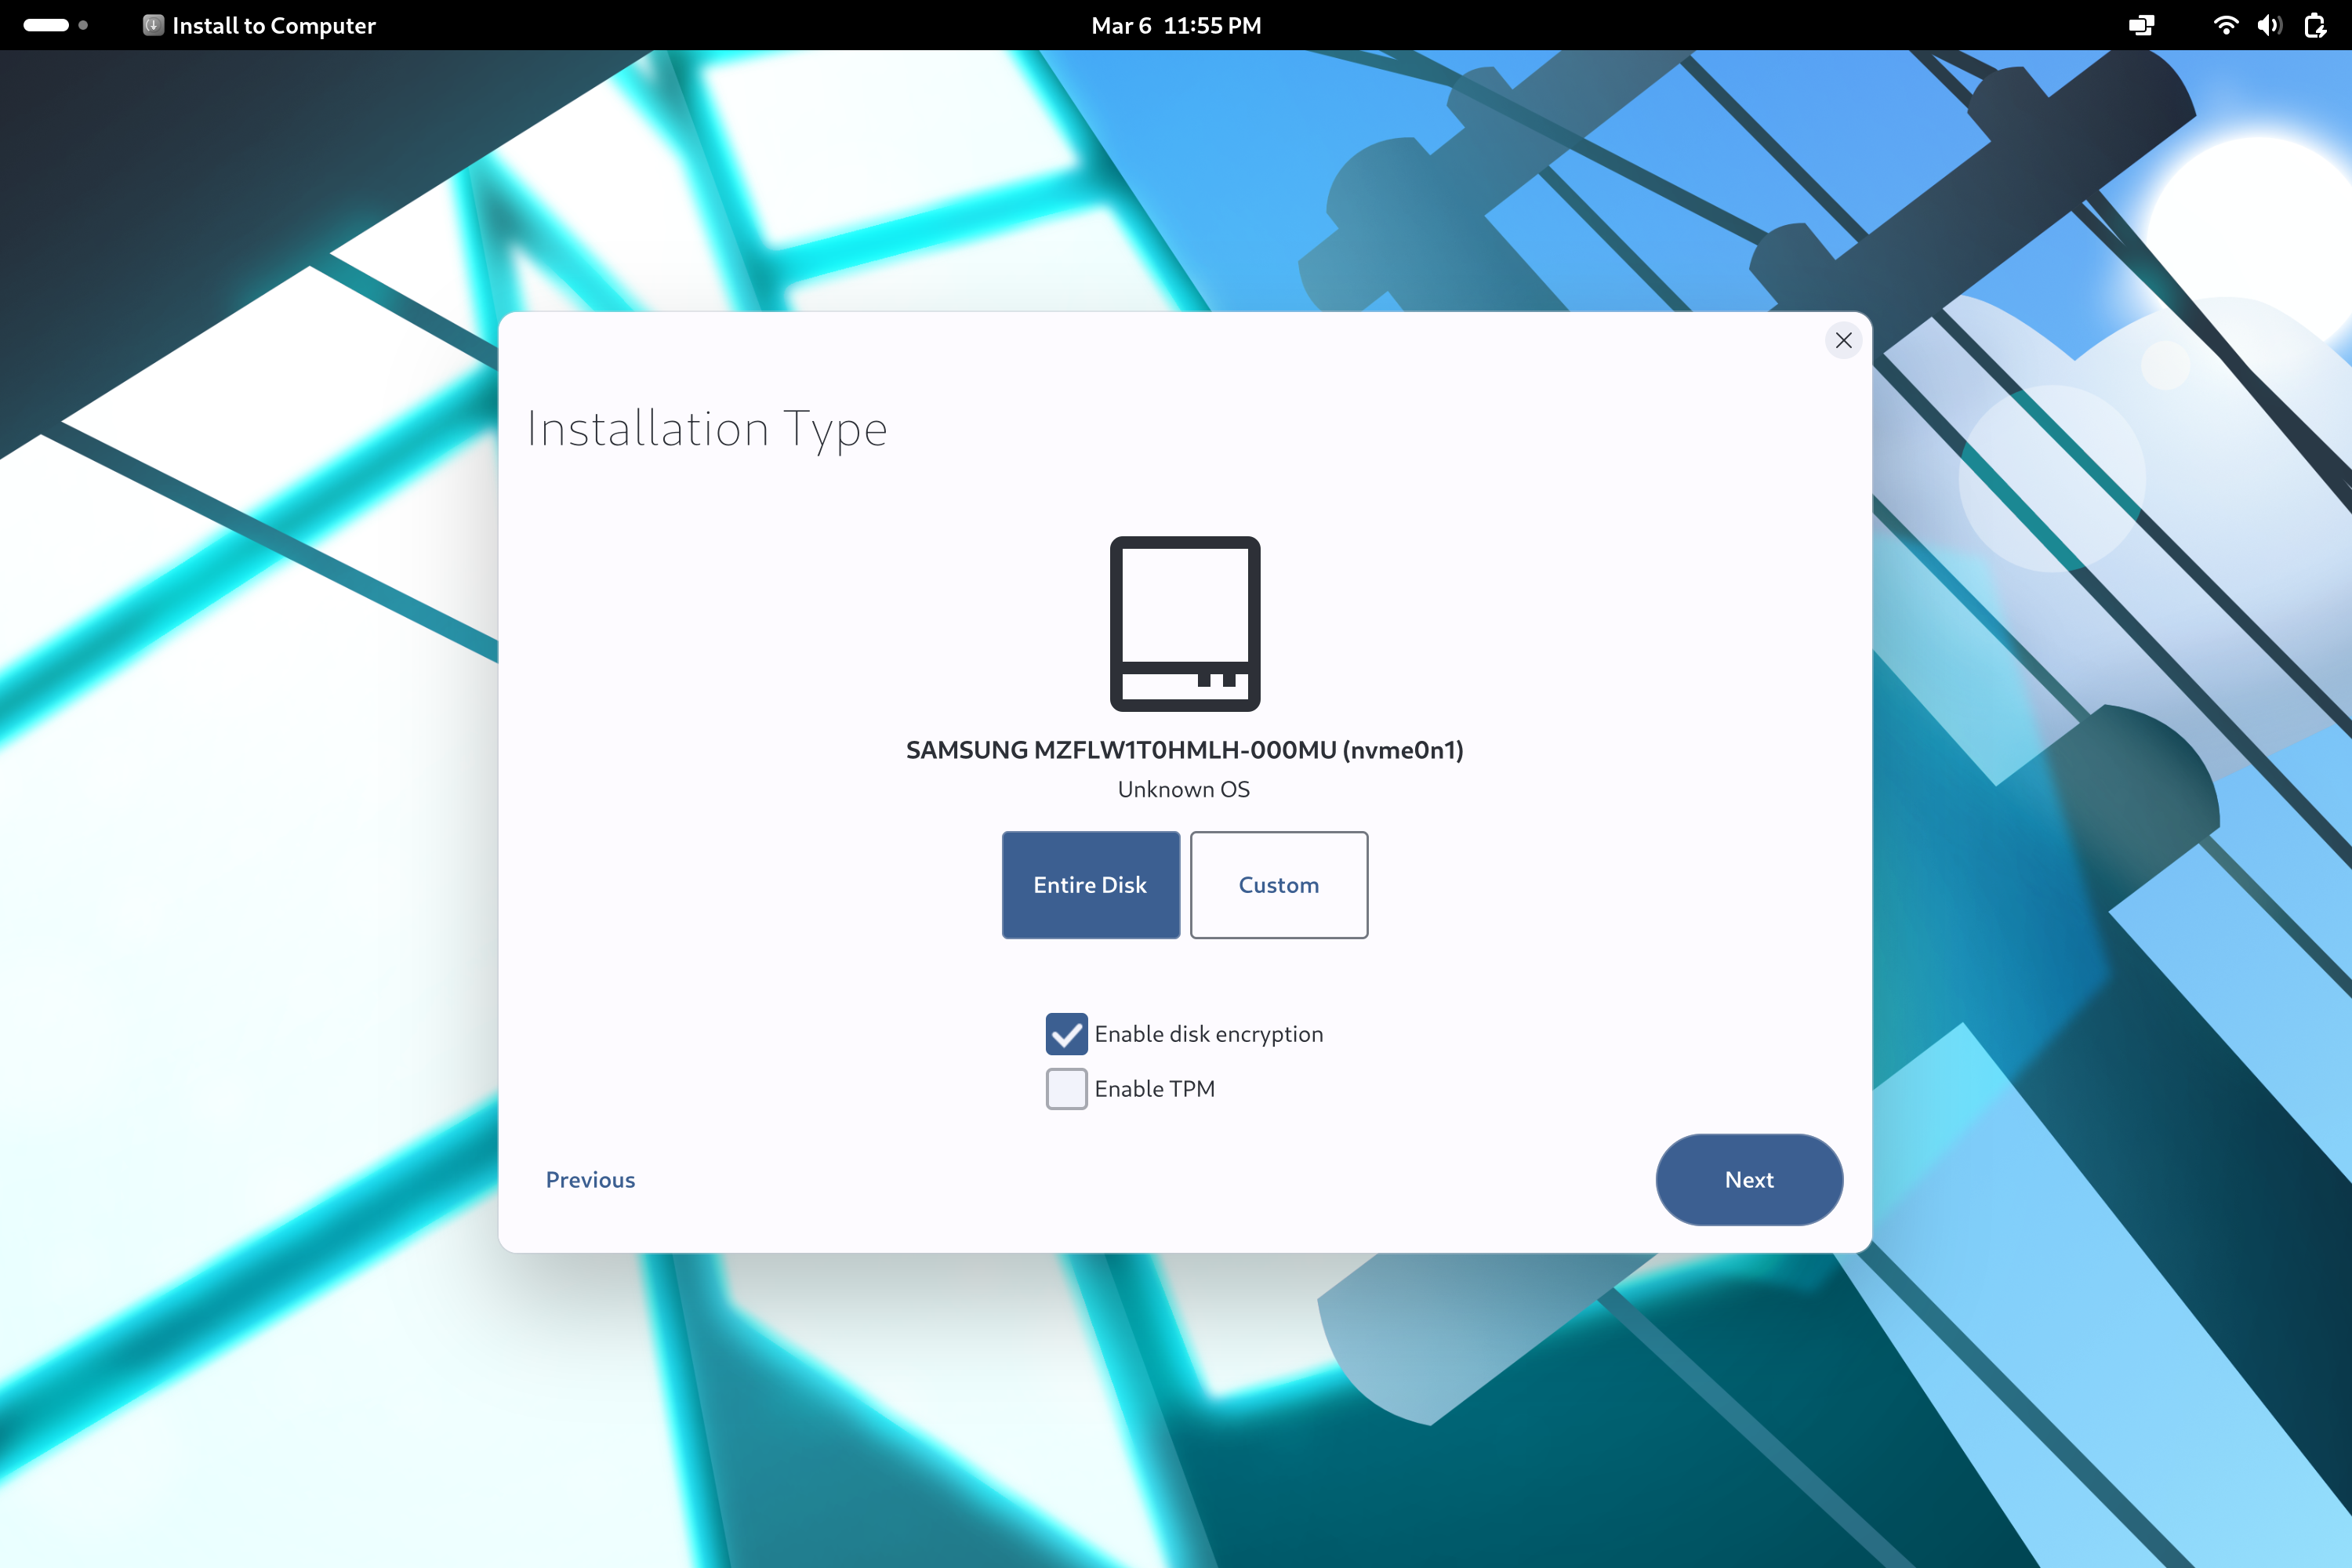 Install to Computer
Mar 6 11:55 PM
Installation Type
SAMSUNG MZFLW1T0HMLH-000MU (nvme0n1)
Unknown OS
Entire Disk
Custom
Enable disk encryption
Enable TPM
Previous
Next